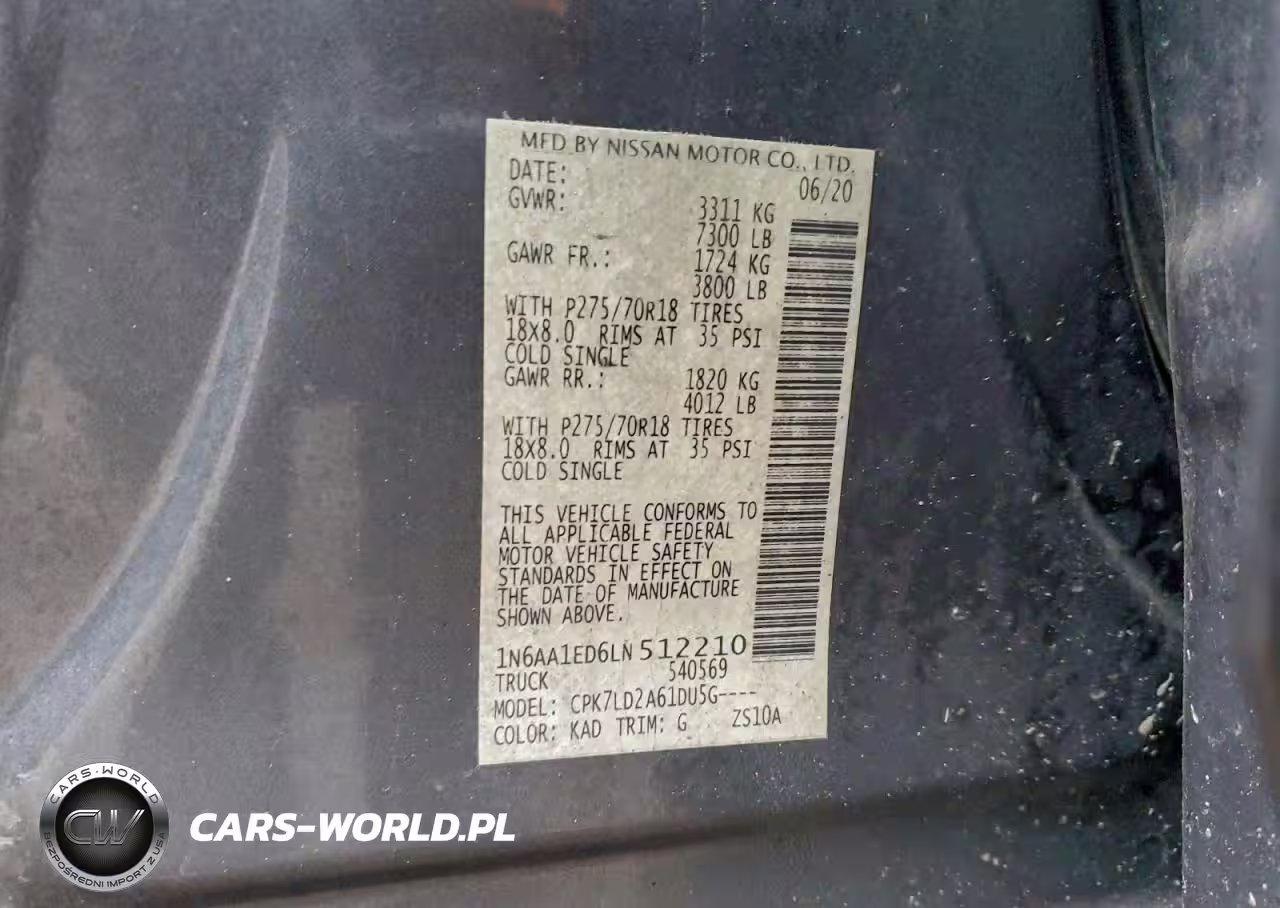 MFD BY NISSAN MOTOR CO., LTD.
DATE: 06/20
GVWR: 3311 KG
7300 LB
GAWR FR.: 1724 KG
3800 LB
WITH P275/70R18 TIRES
18X8.0 RIMS AT 35 PSI
COLD SINGLE
GAWR RR.: 1820 KG
4012 LB
WITH P275/70R18 TIRES
18X8.0 RIMS AT 35 PSI
COLD SINGLE
THIS VEHICLE CONFORMS TO
ALL APPLICABLE FEDERAL
MOTOR VEHICLE SAFETY
STANDARDS IN EFFECT ON
THE DATE OF MANUFACTURE
SHOWN ABOVE.
1N6AA1ED6LN 512210
TRUCK 540569
MODEL: CPK7LD2A61DU5G----
COLOR: KAD TRIM: G ZS10A
CARS-WORLD
CW
BEZPOŚREDNI IMPORT Z USA
CARS-WORLD.PL